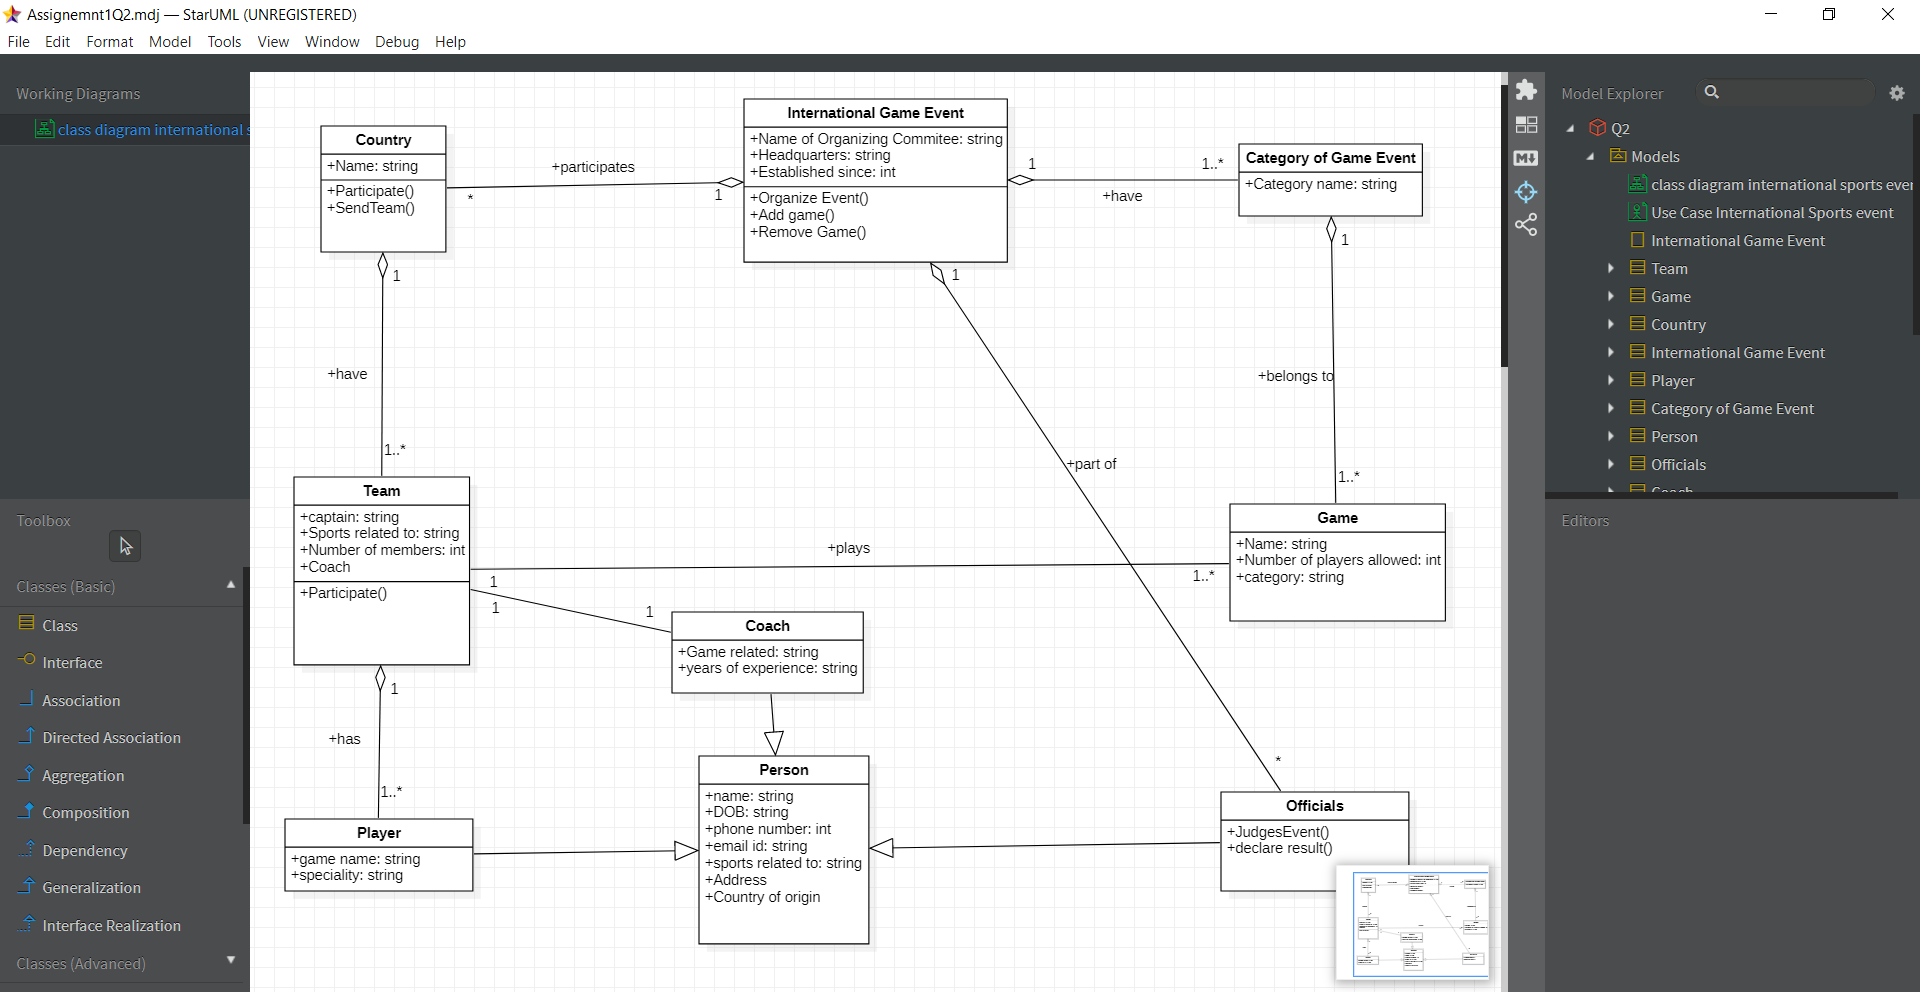 Assignemnt1Q2.mdj — StarUML (UNREGISTERED)
File Edit Format Model Tools View Window Debug Help
Working Diagrams
class diagram international s
Toolbox
Classes (Basic)
Class
Interface
Association
Directed Association
Aggregation
Composition
Dependency
Generalization
Interface Realization
Classes (Advanced)
Country
+Name: string
+Participate()
+SendTeam()
+participates
*
1
International Game Event
+Name of Organizing Commitee: string
+Headquarters: string
+Established since: int
+Organize Event()
+Add game()
+Remove Game()
1
1..*
+have
Category of Game Event
+Category name: string
1
+have
1..*
1
+part of
*
1
+belongs to
1..*
Team
+captain: string
+Sports related to: string
+Number of members: int
+Coach
+Participate()
1
+plays
1..*
1
1
Game
+Name: string
+Number of players allowed: int
+category: string
Coach
+Game related: string
+years of experience: string
1
+has
1..*
Player
+game name: string
+speciality: string
Person
+name: string
+DOB: string
+phone number: int
+email id: string
+sports related to: string
+Address
+Country of origin
Officials
+JudgesEvent()
+declare result()
Model Explorer
Q2
Models
class diagram international sports ever
Use Case International Sports event
International Game Event
Team
Game
Country
International Game Event
Player
Category of Game Event
Person
Officials
Coach
Editors
M